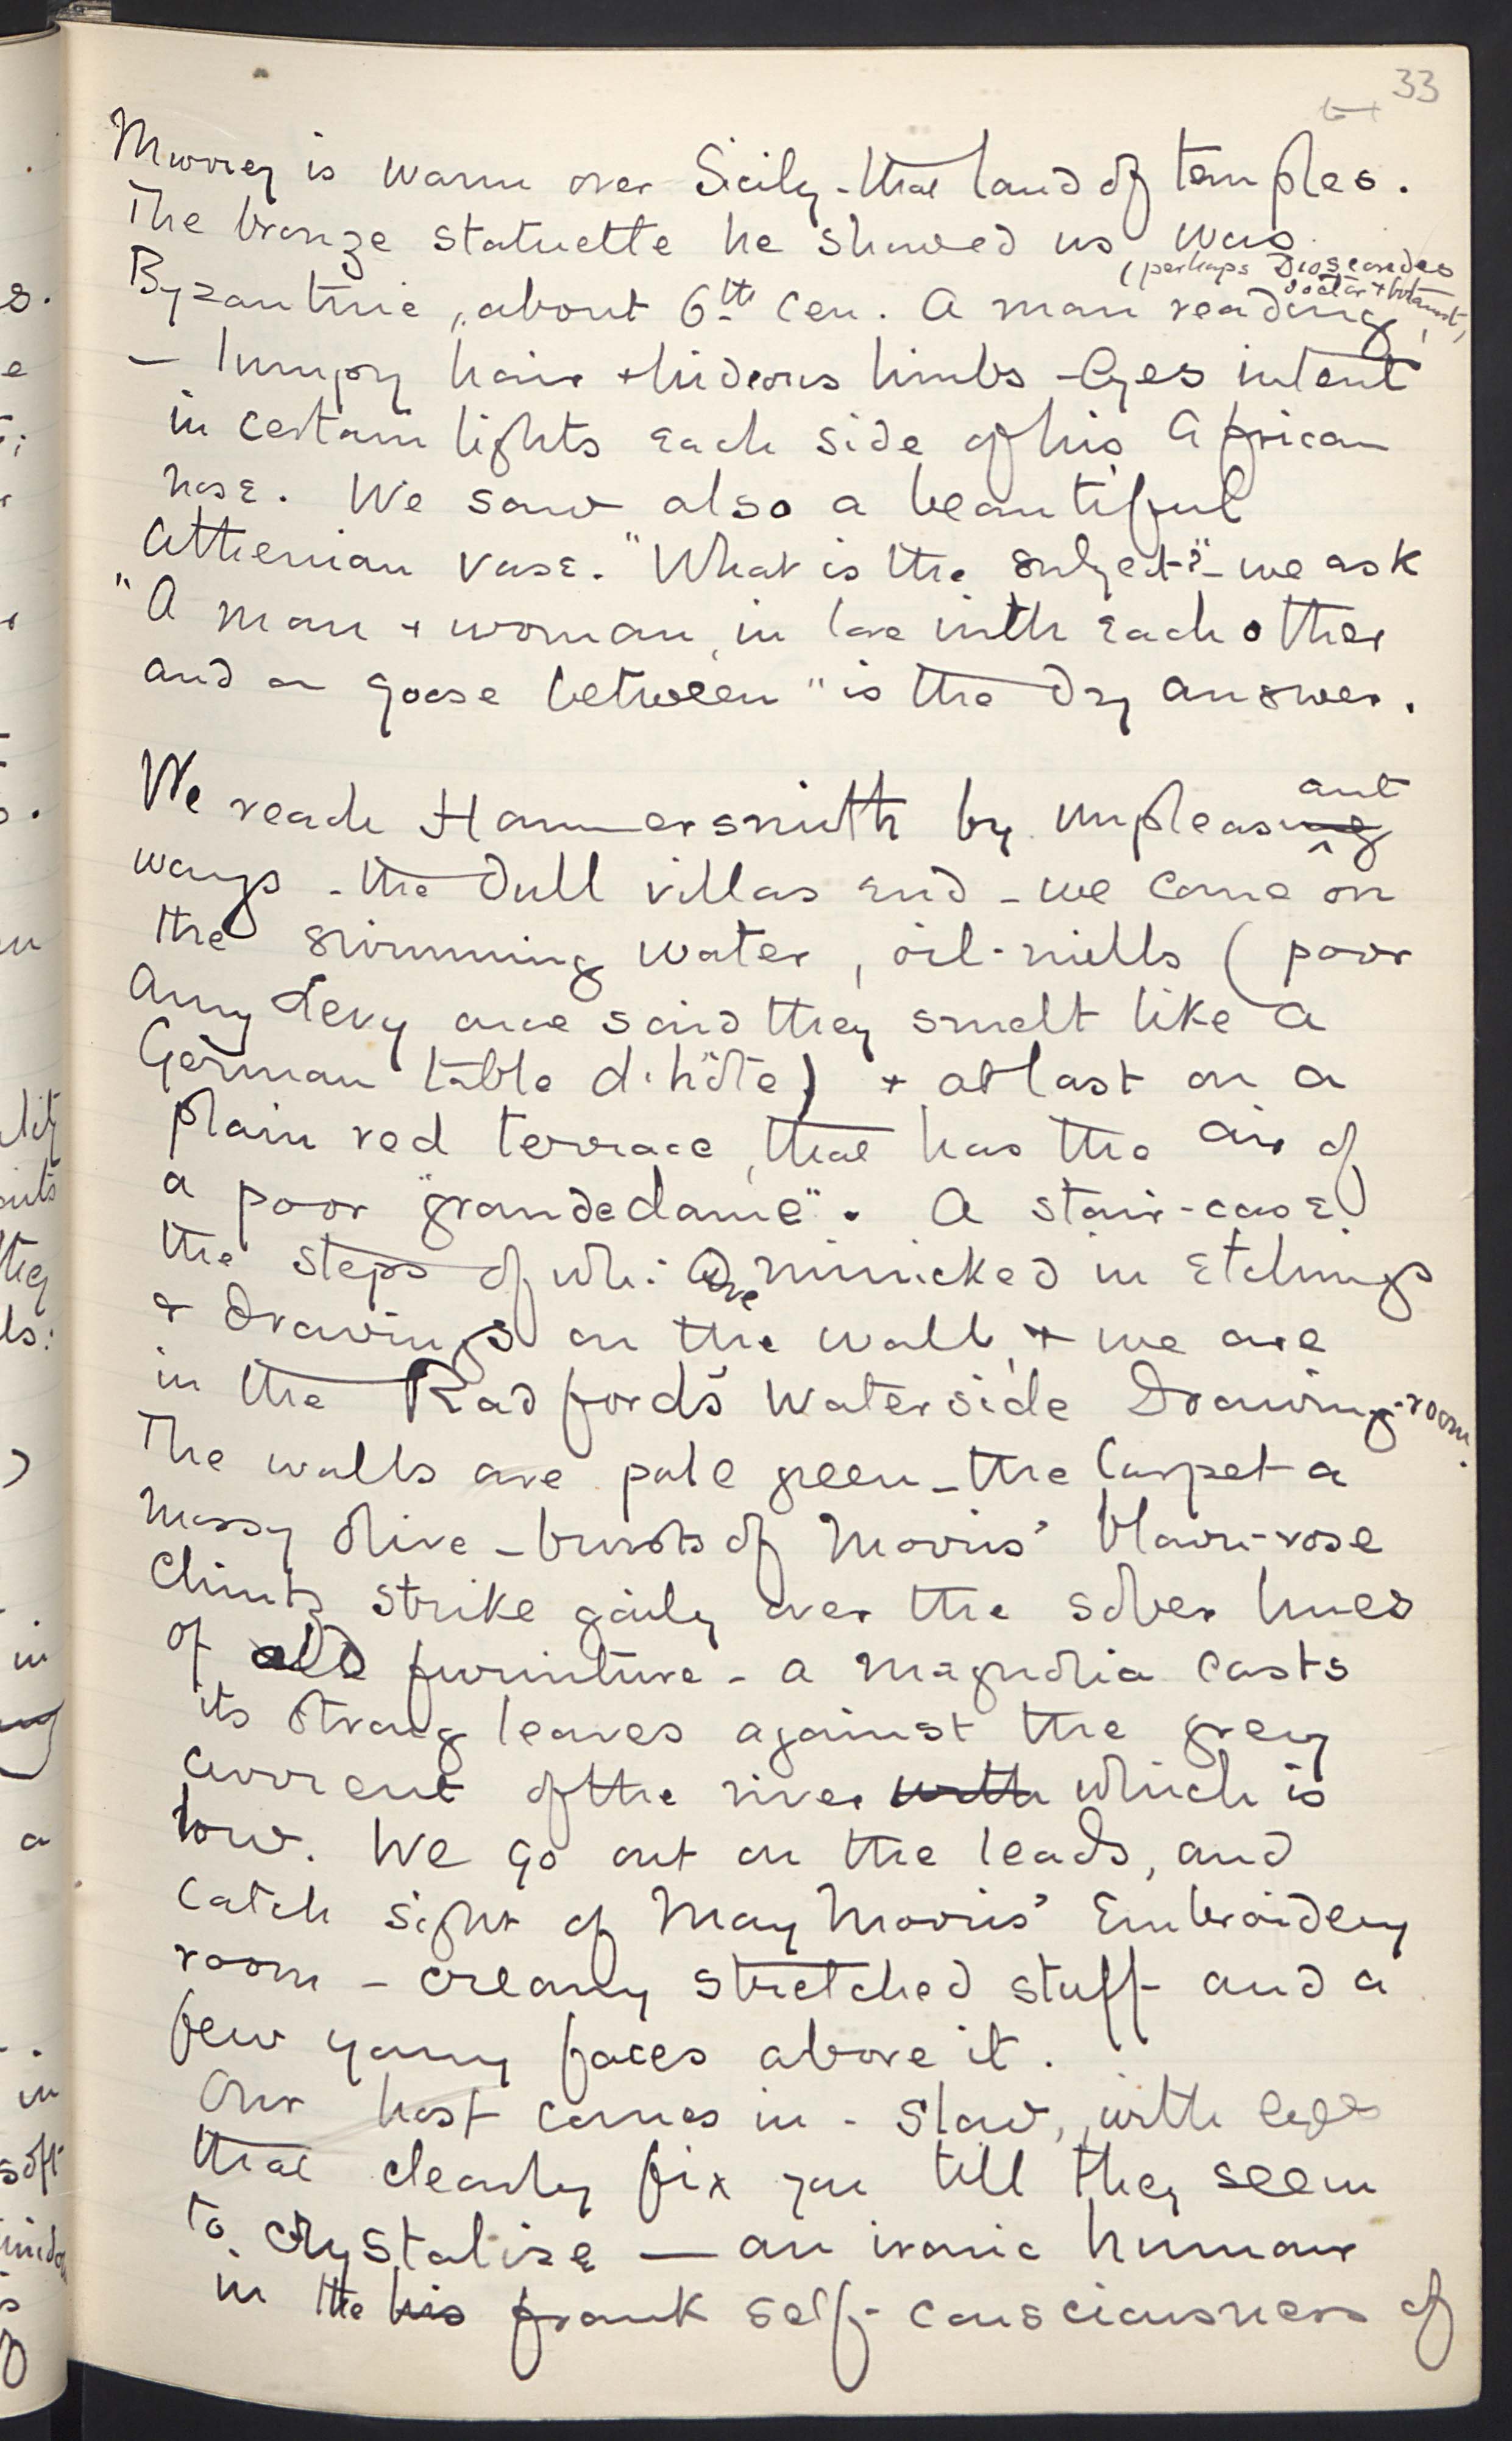 33
Murray is warm over Sicily - that land of temples.
The bronze statuette he showed us was
(perhaps Dioscorides
doctor + botanist,
Byzantine, about 6th cen. A man reading,
— lumpy hair + hideous limbs - Eyes intent
in certain lights each side of his African
nose. We saw also a beautiful
Athenian vase. "What is the subject?" - we ask
"A man + woman, in love with each other
and a goose between" is the dry answer.
We reach Hammersmith by unpleasing ant
ways - the dull villas end - we come on
the swimming water, oil-mills (poor
Amy Levy once said they smelt like a
German table d'hôte) + at last on a
plain red terrace, that has the air of
a poor "grandedame". A stair-case
the steps of wh: are mimicked in etchings
& drawings on the wall, + we are
in the Radfords' waterside Drawing-room.
The walls are pale green - the Carpet a
mossy olive - bursts of Morris' blown-rose
Chintz strike gaily over the sober hues
of old furniture - a magnolia casts
its strong leaves against the grey
current of the river with which is
low. We go out on the leads, and
catch sight of May Morris' Embroidery
room - creamy stretched stuff and a
few young faces above it.
Our host comes in - slow, with eyes
that clearly fix you till they seem
to crystalise — an ironic humour
in the his frank self-consciousness of